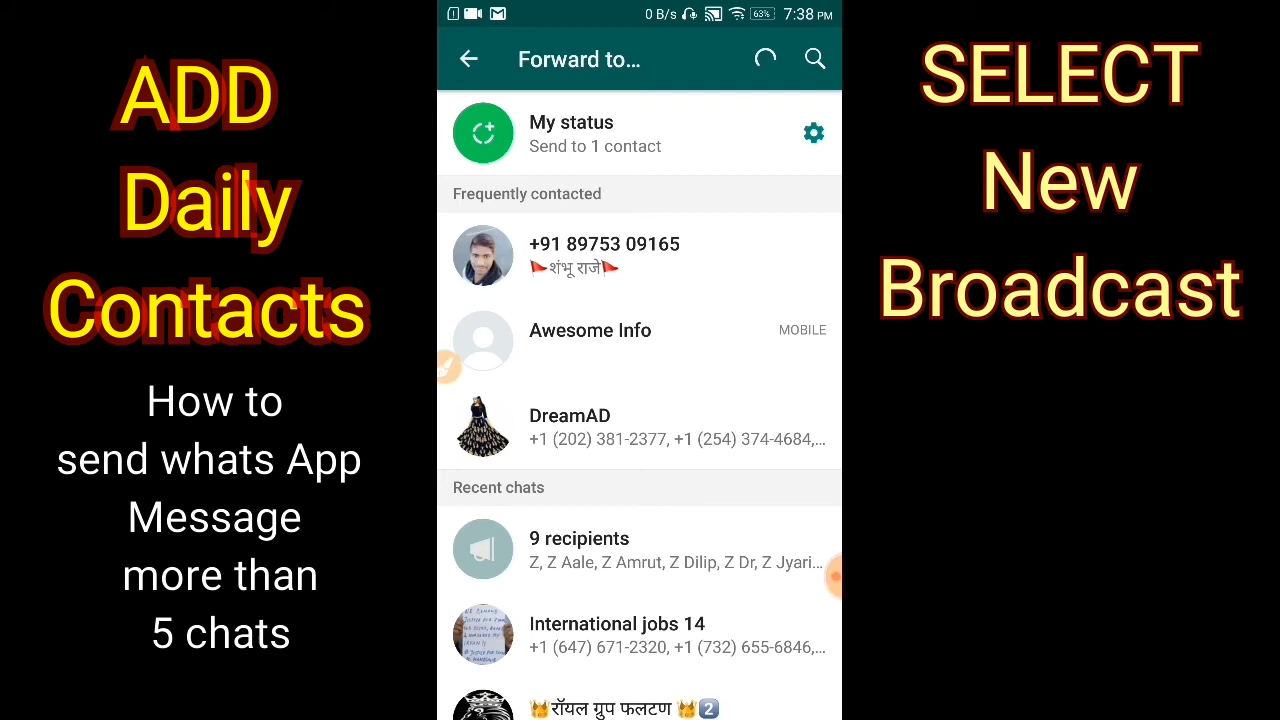 ADD
Daily
Contacts
How to
send whats App
Message
more than
5 chats
0 B/s 63% 7:38 PM
Forward to...
My status
Send to 1 contact
Frequently contacted
+91 89753 09165
🚩शंभू राजे🚩
Awesome Info MOBILE
DreamAD
+1 (202) 381-2377, +1 (254) 374-4684,...
Recent chats
9 recipients
Z, Z Aale, Z Amrut, Z Dilip, Z Dr, Z Jyari...
International jobs 14
+1 (647) 671-2320, +1 (732) 655-6846,...
👑रॉयल ग्रुप फलटण 👑2️⃣
SELECT
New
Broadcast